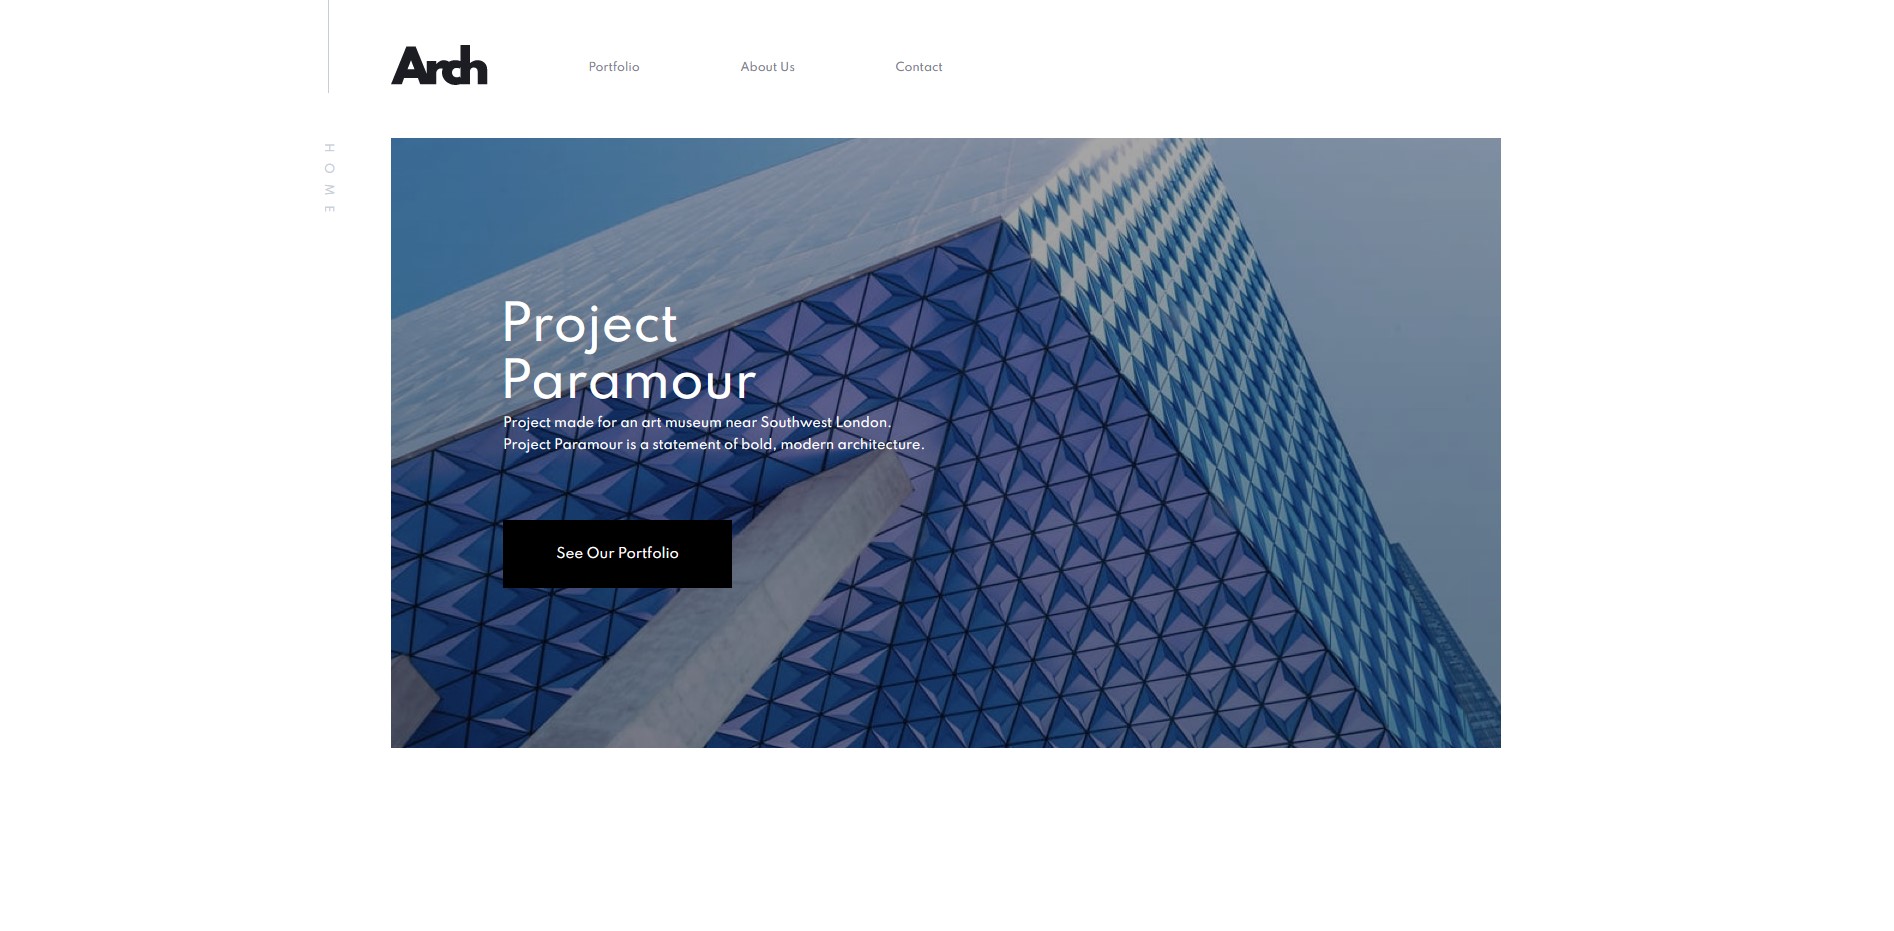 Arch
Portfolio
About Us
Contact
HOME
Project
Paramour
Project made for an art museum near Southwest London.
Project Paramour is a statement of bold, modern architecture.
See Our Portfolio